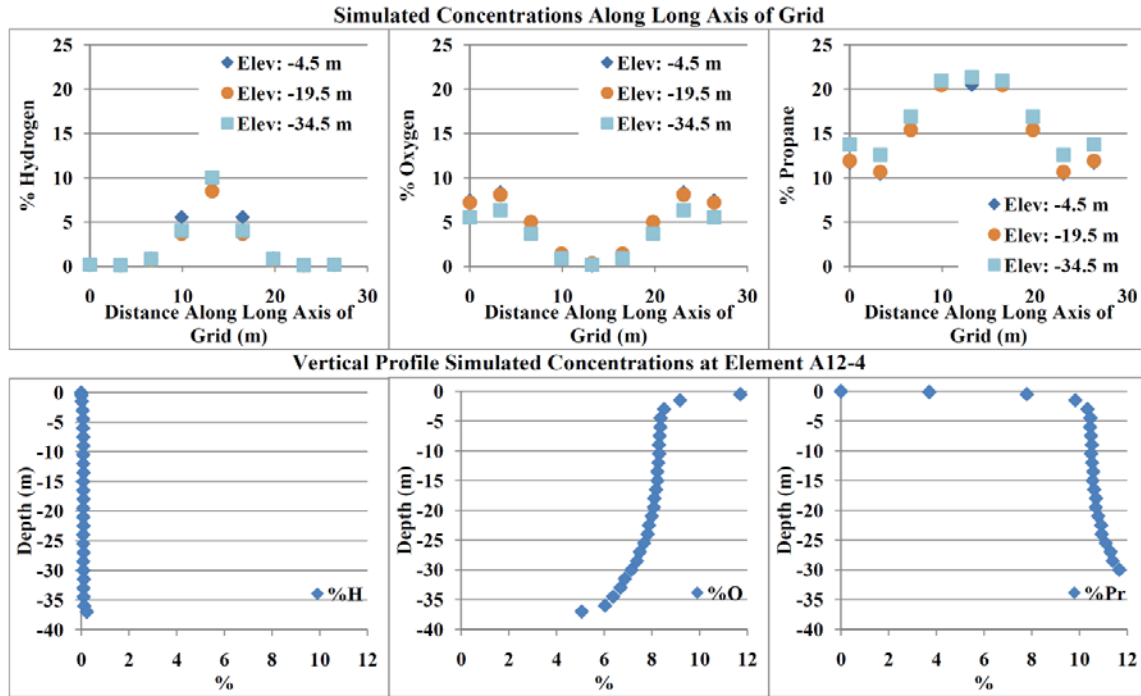 Simulated Concentrations Along Long Axis of Grid
% Hydrogen
25
20
15
10
5
0
0 10 20 30
Elev: -4.5 m
Elev: -19.5 m
Elev: -34.5 m
Distance Along Long Axis of
Grid (m)
% Oxygen
25
20
15
10
5
0
0 10 20 30
Elev: -4.5 m
Elev: -19.5 m
Elev: -34.5 m
Distance Along Long Axis of
Grid (m)
% Propane
25
20
15
10
5
0
0 10 20 30
Elev: -4.5 m
Elev: -19.5 m
Elev: -34.5 m
Distance Along Long Axis of
Grid (m)
Vertical Profile Simulated Concentrations at Element A12-4
Depth (m)
0
-5
-10
-15
-20
-25
-30
-35
-40
%H
0 2 4 6 8 10 12
%
Depth (m)
0
-5
-10
-15
-20
-25
-30
-35
-40
%O
0 2 4 6 8 10 12
%
Depth (m)
0
-5
-10
-15
-20
-25
-30
-35
-40
%Pr
0 2 4 6 8 10 12
%